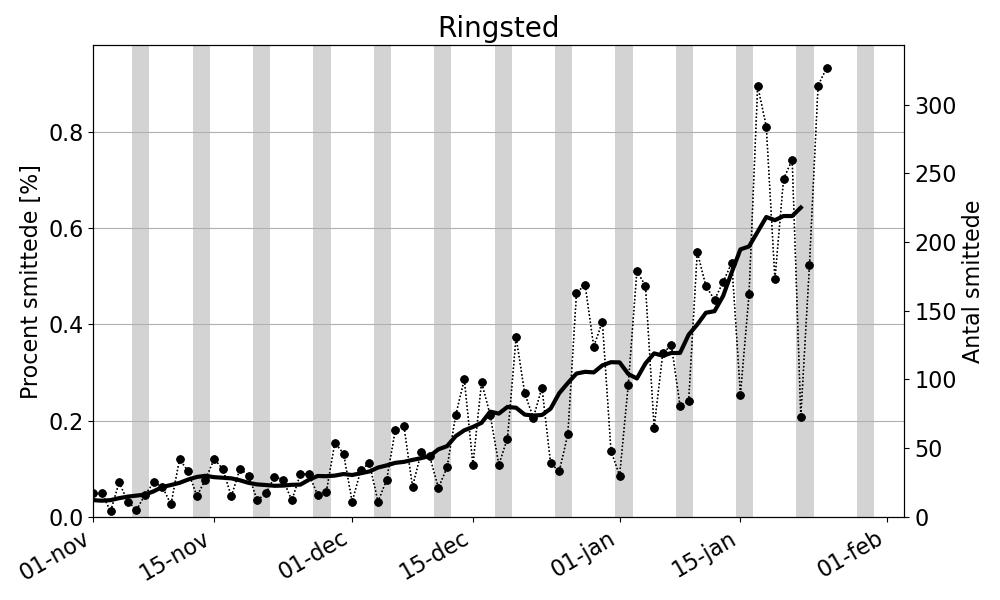 Ringsted
Procent smittede [%]
0.8
0.6
0.4
0.2
0.0
300
250
200
150
100
50
0
Antal smittede
01-nov
15-nov
01-dec
15-dec
01-jan
15-jan
01-feb